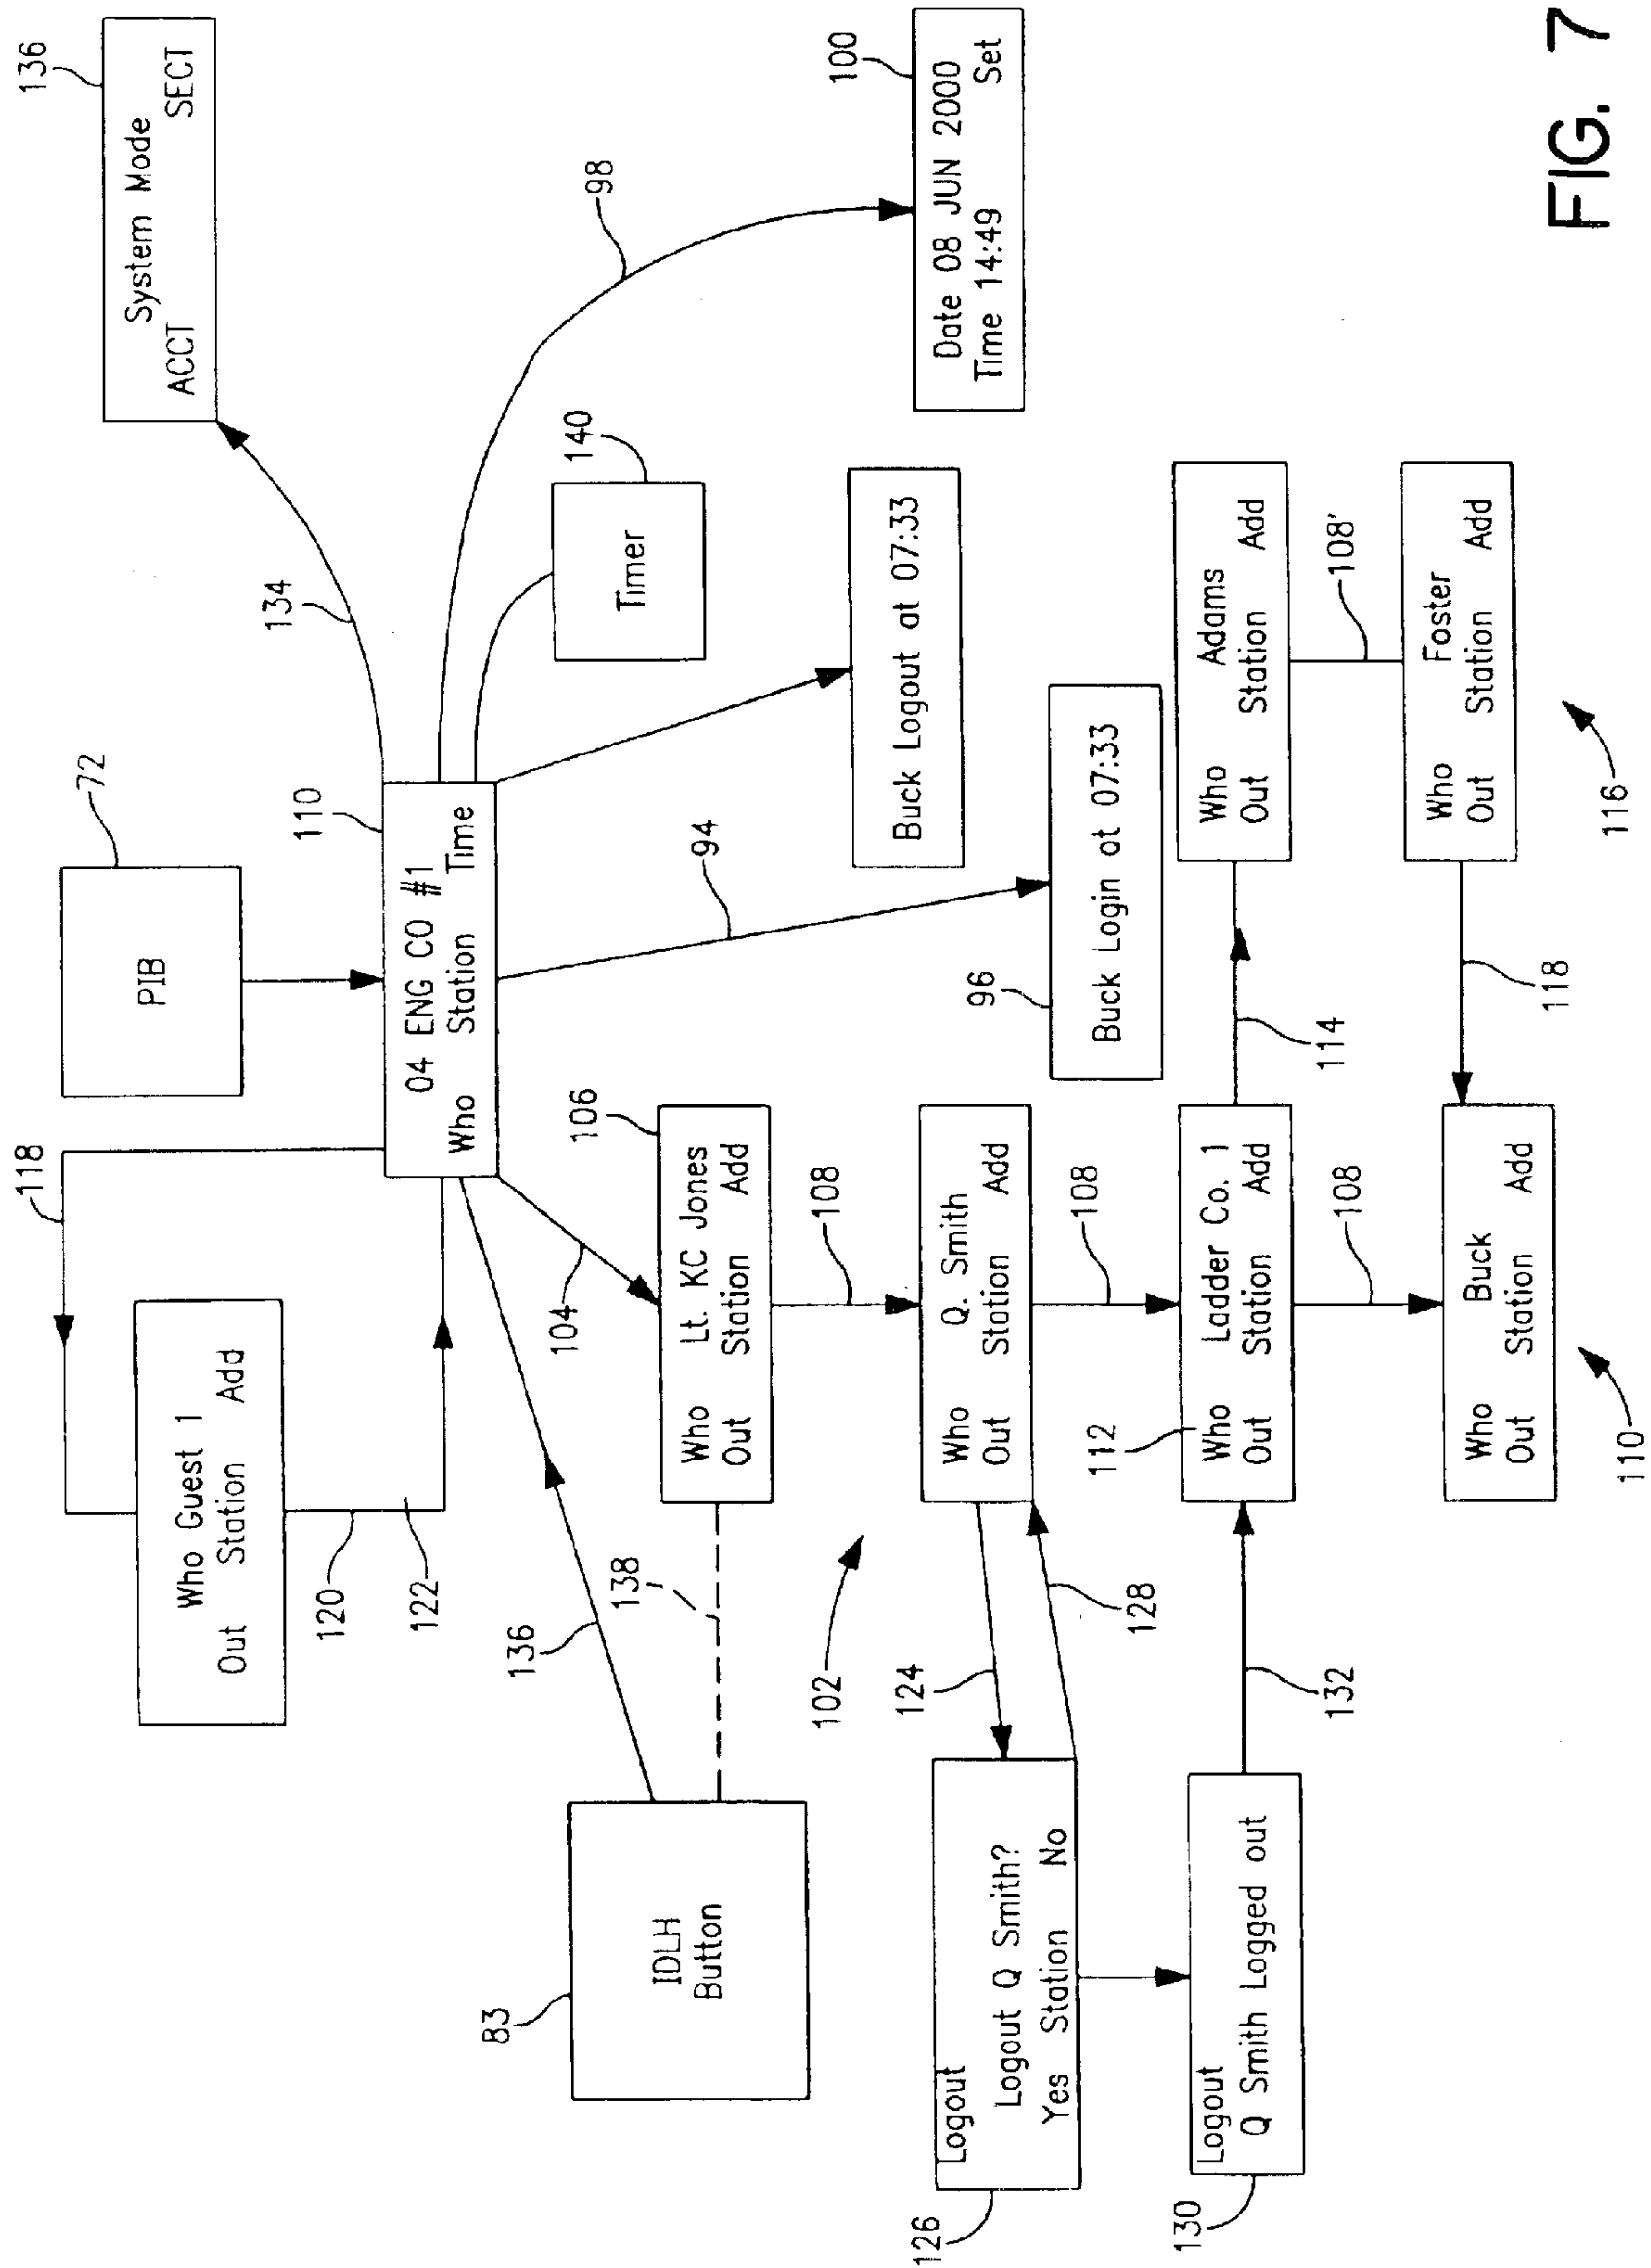 136
System Mode
ACCT SECT
134
98
100
Date 08 JUN 2000
Time 14:49 Set
72
PIB
110
04 ENG CO #1
Who Station Time
140
Timer
118
Who Guest 1
Out Station Add
120
122
94
Buck Logout at 07:33
96
Buck Login at 07:33
83
IDLH
Button
136
138
104
106
Who Lt. KC Jones
Out Station Add
108
102
Who Q. Smith
Out Station Add
124
128
126
Logout
Logout Q Smith?
Yes Station No
108
112
Who Ladder Co. 1
Out Station Add
114
Who Adams
Out Station Add
130
Logout
Q Smith Logged out
132
108
108'
Who Buck
Out Station Add
118
Who Foster
Out Station Add
110
116
FIG. 7